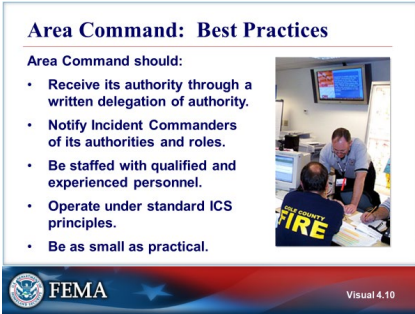 Area Command:  Best Practices
Area Command should:
• Receive its authority through a
written delegation of authority.
• Notify Incident Commanders
of its authorities and roles.
• Be staffed with qualified and
experienced personnel.
• Operate under standard ICS
principles.
• Be as small as practical.
COLE COUNTY
FIRE
FEMA
Visual 4.10